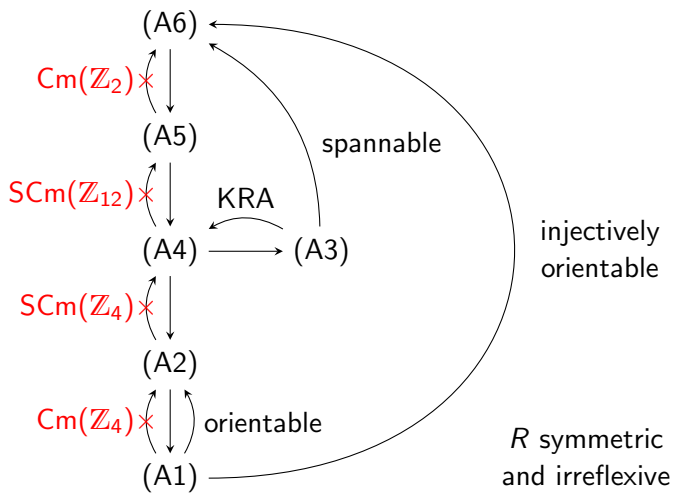 (A6)
Cm(ℤ₂)×
(A5)
spannable
SCm(ℤ₁₂)×
KRA
(A4)
(A3)
injectively
orientable
SCm(ℤ₄)×
(A2)
Cm(ℤ₄)×
orientable
R symmetric
and irreflexive
(A1)